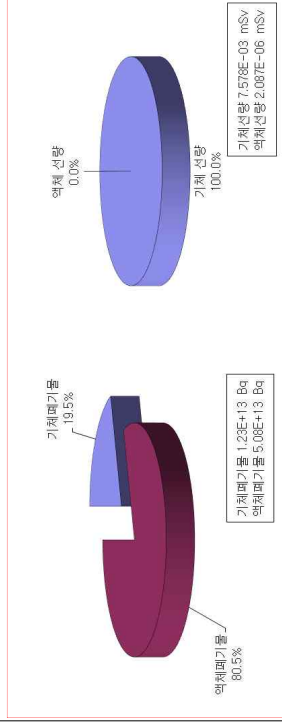 기체폐기물
19.5%
액체폐기물
80.5%
기체폐기물 1.23E+13 Bq
액체폐기물 5.08E+13 Bq
액체 선량
0.0%
기체 선량
100.0%
기체선량 7.578E-03 mSv
액체선량 2.087E-06 mSv